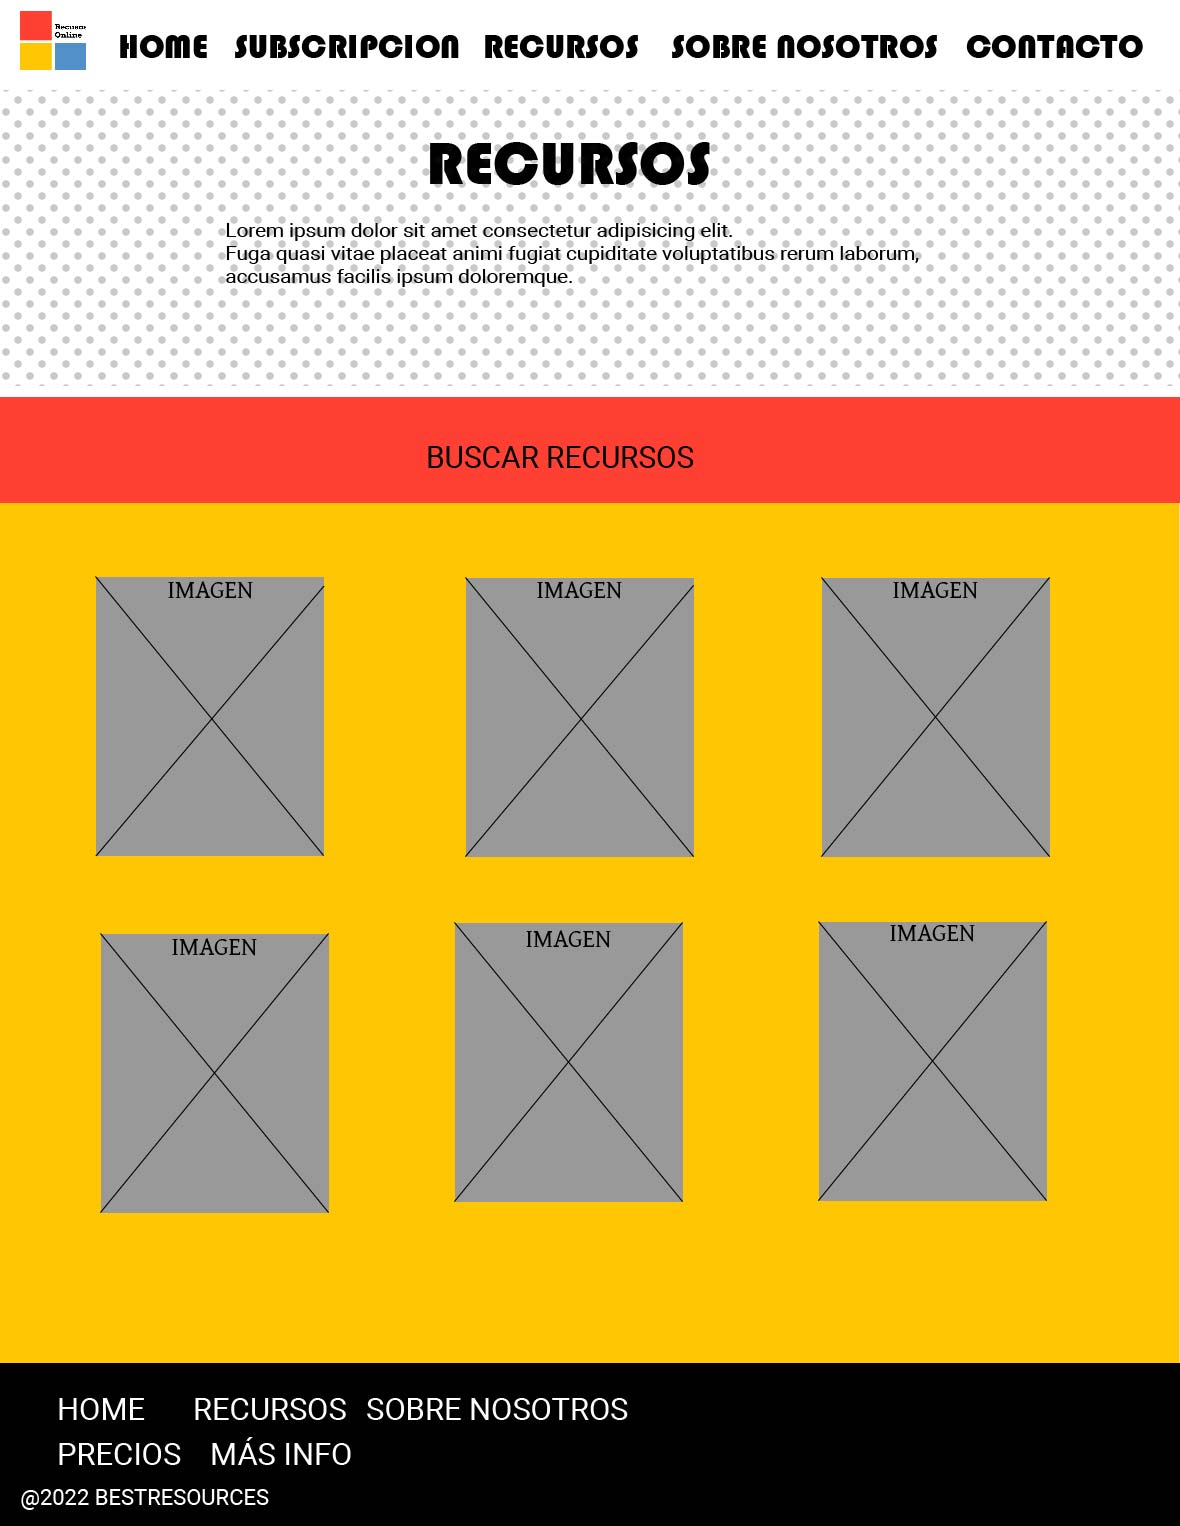 Recursos
Online
HOME SUBSCRIPCION RECURSOS SOBRE NOSOTROS CONTACTO
RECURSOS
Lorem ipsum dolor sit amet consectetur adipisicing elit.
Fuga quasi vitae placeat animi fugiat cupiditate voluptatibus rerum laborum,
accusamus facilis ipsum doloremque.
BUSCAR RECURSOS
IMAGEN IMAGEN IMAGEN
IMAGEN IMAGEN IMAGEN
HOME RECURSOS SOBRE NOSOTROS
PRECIOS MÁS INFO
@2022 BESTRESOURCES